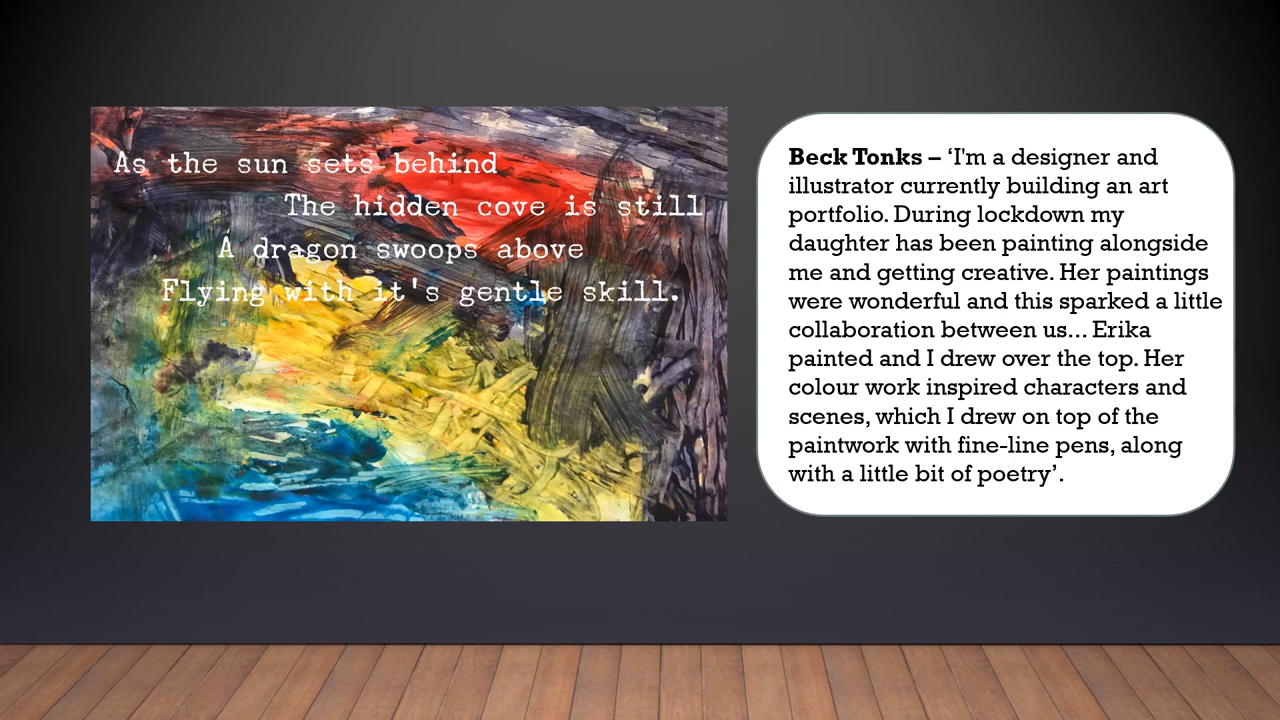 As the sun sets behind
The hidden cove is still
A dragon swoops above
Flying with it's gentle skill.
Beck Tonks – ‘I'm a designer and
illustrator currently building an art
portfolio. During lockdown my
daughter has been painting alongside
me and getting creative. Her paintings
were wonderful and this sparked a little
collaboration between us... Erika
painted and I drew over the top. Her
colour work inspired characters and
scenes, which I drew on top of the
paintwork with fine-line pens, along
with a little bit of poetry’.